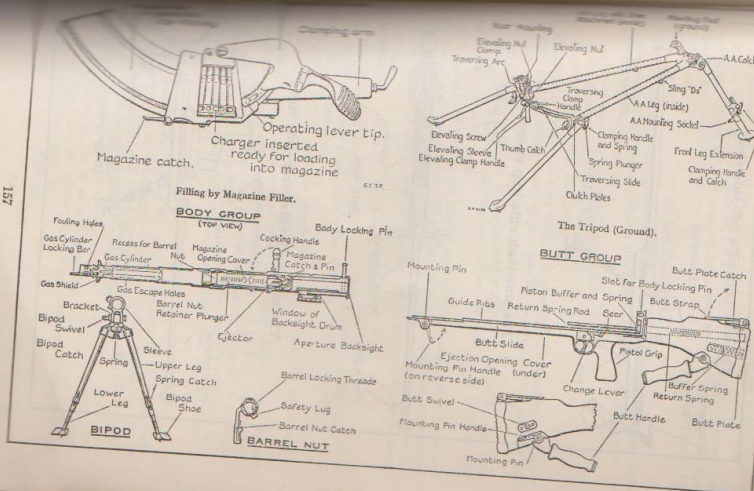 Clamping arm
Operating lever tip.
Charger inserted
ready for loading
into magazine
Magazine catch.
Filling by Magazine Filler.
Rear Mounting
Elevating Nut
Clamp
Traversing Arc
Elevating Nut
Traversing
Clamp
Handle
Elevating Screw
Elevating Sleeve
Elevating Clamp Handle
Thumb Catch
Clamping Handle
and Spring
Spring Plunger
Traversing Slide
Clutch Plates
Sling "Ds"
A.A. Leg (inside)
A.A. Mounting Socket
Front Leg Extension
Clamping Handle
and Catch
The Tripod (Ground).
157
BODY GROUP
(TOP VIEW)
Fouling Holes
Gas Cylinder
Locking Bar
Gas Shield
Gas Cylinder
Recess for Barrel
Nut
Magazine
Opening Cover
Cocking Handle
Body Locking Pin
Magazine
Catch & Pin
Gas Escape Holes
Barrel Nut
Retainer Plunger
Ejector
Window of
Backsight Drum
Aperture Backsight
Bracket
Bipod
Swivel
Bipod
Catch
Spring
Sleeve
Upper Leg
Spring Catch
Lower
Leg
Bipod
Shoe
BIPOD
Barrel Locking Threads
Safety Lug
Barrel Nut Catch
BARREL NUT
BUTT GROUP
Mounting Pin
Guide Ribs
Piston Buffer and Spring
Return Spring Rod
Sear
Slot for Body Locking Pin
Butt Strap
Butt Plate Catch
Butt Slide
Ejection Opening Cover
(under)
Mounting Pin Handle
(on reverse side)
Change Lever
Pistol Grip
Buffer Spring
Return Spring
Butt Plate
Butt Handle
Butt Swivel
Mounting Pin Handle
Mounting Pin